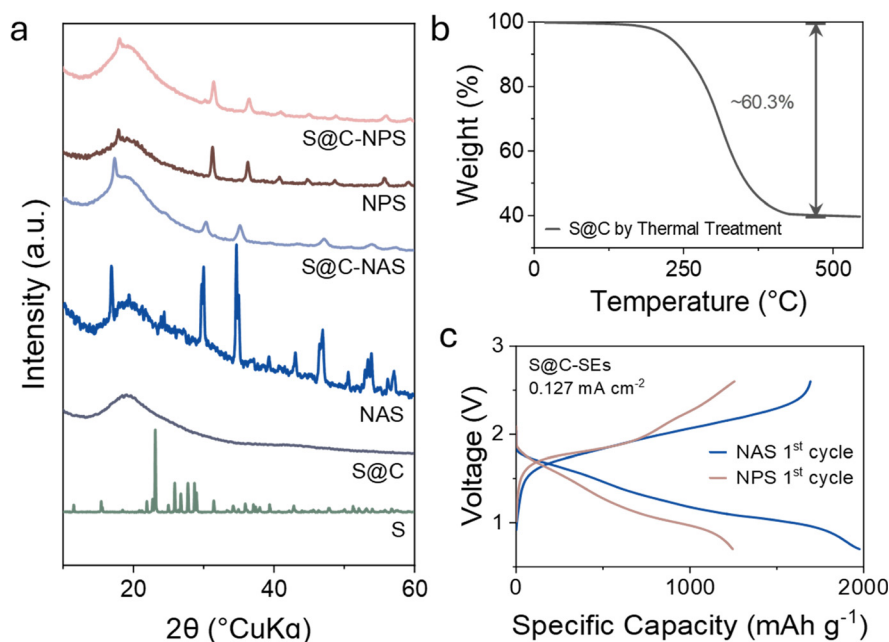 a
Intensity (a.u.)
S@C-NPS
NPS
S@C-NAS
NAS
S@C
S
20
40
60
2θ (°CuKα)
b
Weight (%)
100
80
60
40
~60.3%
S@C by Thermal Treatment
0
250
500
Temperature (°C)
c
Voltage (V)
3
2
1
S@C-SEs
0.127 mA cm⁻²
NAS 1ˢᵗ cycle
NPS 1ˢᵗ cycle
0
1000
2000
Specific Capacity (mAh g⁻¹)